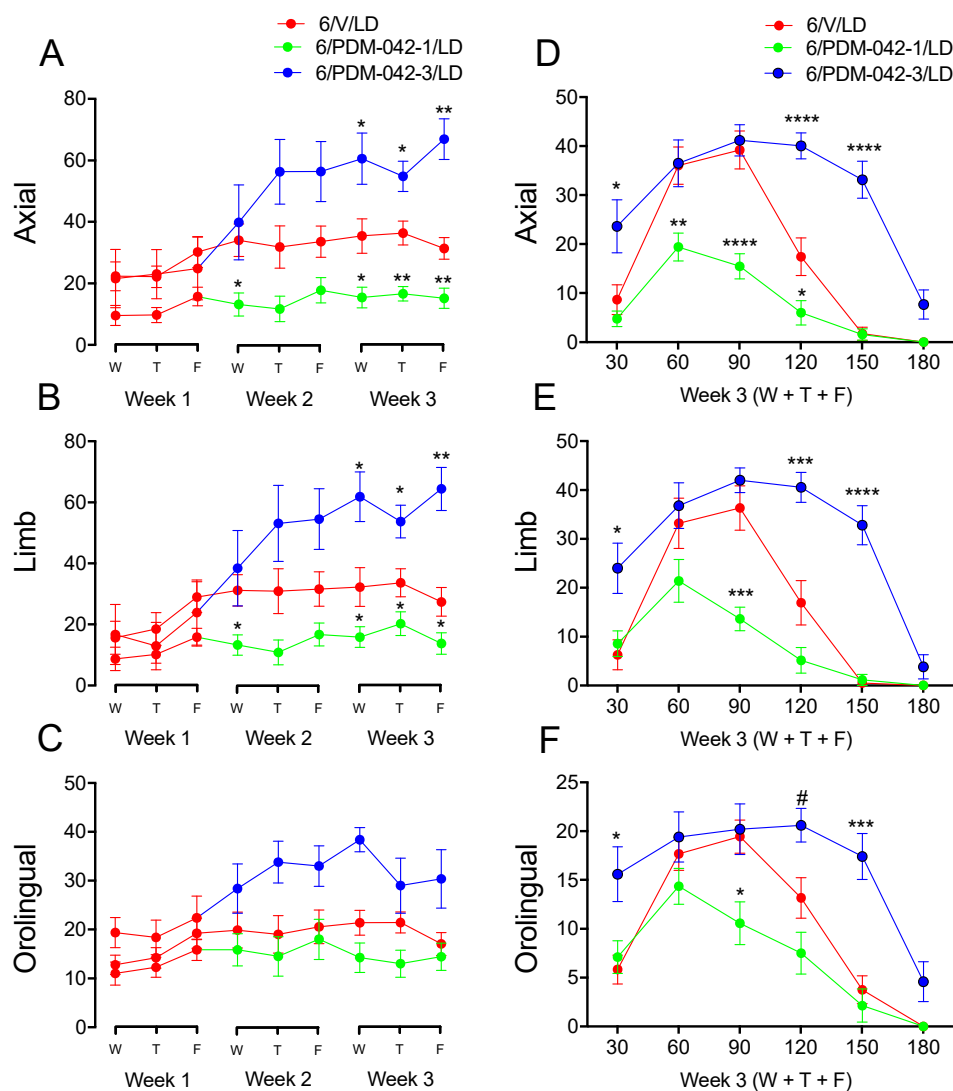 6/V/LD
6/PDM-042-1/LD
6/PDM-042-3/LD
A
Axial
80
60
40
20
0
* * **
* * ** **
W T F W T F W T F
Week 1 Week 2 Week 3
B
Limb
80
60
40
20
0
* * **
* * * *
W T F W T F W T F
Week 1 Week 2 Week 3
C
Orolingual
50
40
30
20
10
0
W T F W T F W T F
Week 1 Week 2 Week 3
6/V/LD
6/PDM-042-1/LD
6/PDM-042-3/LD
D
Axial
50
40
30
20
10
0
* **** ****
** **** *
30 60 90 120 150 180
Week 3 (W + T + F)
E
Limb
50
40
30
20
10
0
* *** ****
***
30 60 90 120 150 180
Week 3 (W + T + F)
F
Orolingual
25
20
15
10
5
0
* # ***
*
30 60 90 120 150 180
Week 3 (W + T + F)